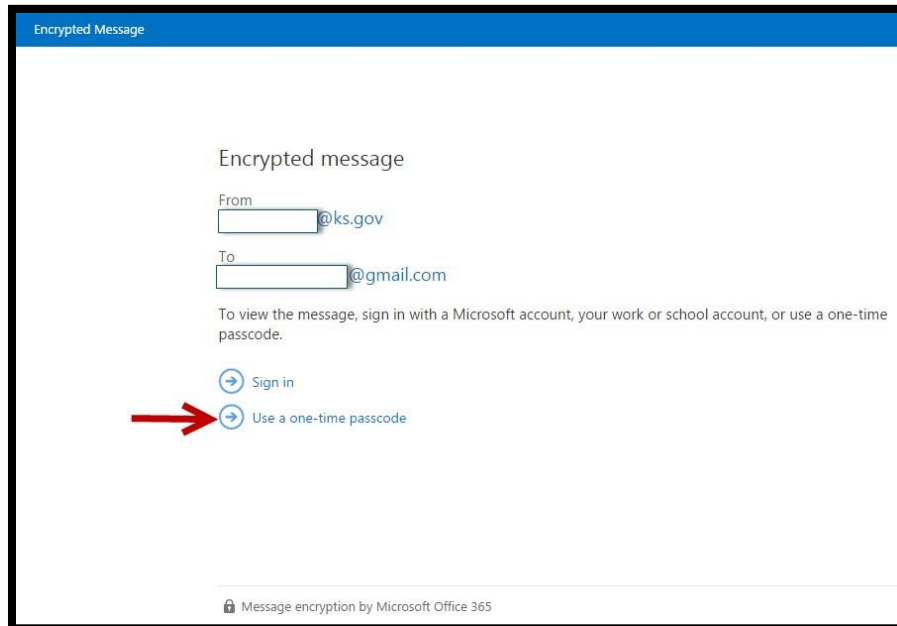 Encrypted Message
Encrypted message
From
@ks.gov
To
@gmail.com
To view the message, sign in with a Microsoft account, your work or school account, or use a one-time
passcode.
Sign in
Use a one-time passcode
Message encryption by Microsoft Office 365